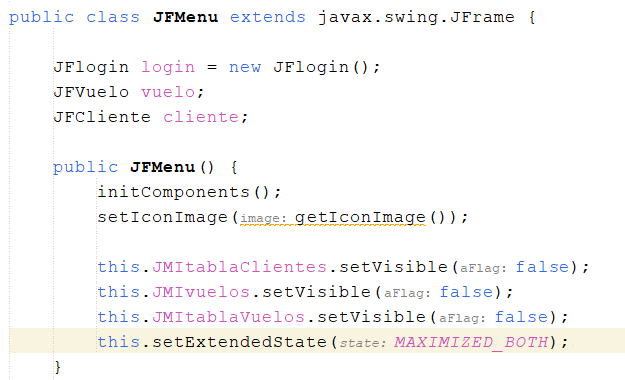 public class JFMenu extends javax.swing.JFrame {
JFlogin login = new JFlogin();
JFVuelo vuelo;
JFCliente cliente;
public JFMenu() {
initComponents();
setIconImage(image: getIconImage());
this.JMItablaClientes.setVisible(aFlag: false);
this.JMIvuelos.setVisible(aFlag: false);
this.JMItablaVuelos.setVisible(aFlag: false);
this.setExtendedState(state: MAXIMIZED_BOTH);
}